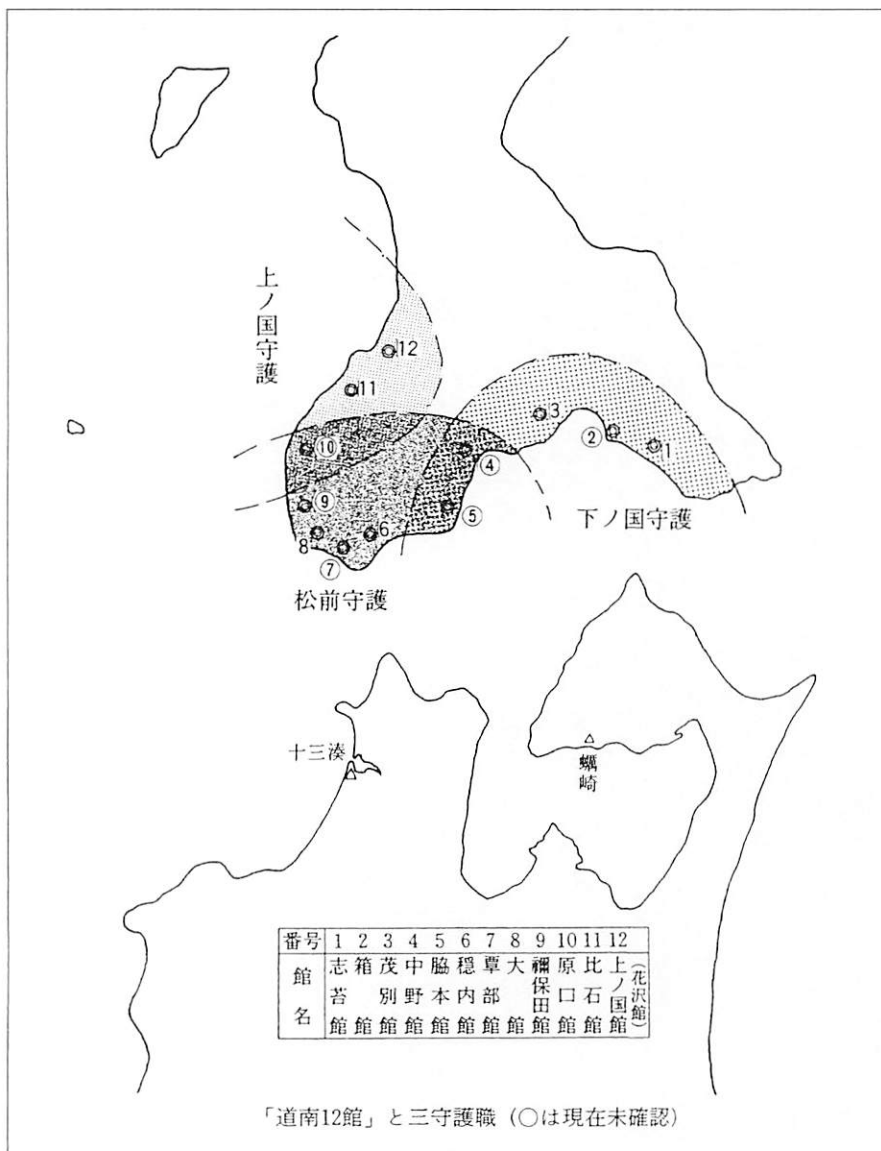 上ノ国守護
12
11
⑩
⑨
8
⑦
6
⑤
④
3
②
1
下ノ国守護
松前守護
十三湊
蠣崎
番号 1 2 3 4 5 6 7 8 9 10 11 12
館名
志苔館
箱館
茂別館
中野館
脇本館
穏内館
覃部館
大館
禰保田館
原口館
比石館
上ノ国館
(花沢館)
「道南12館」と三守護職(○は現在未確認)